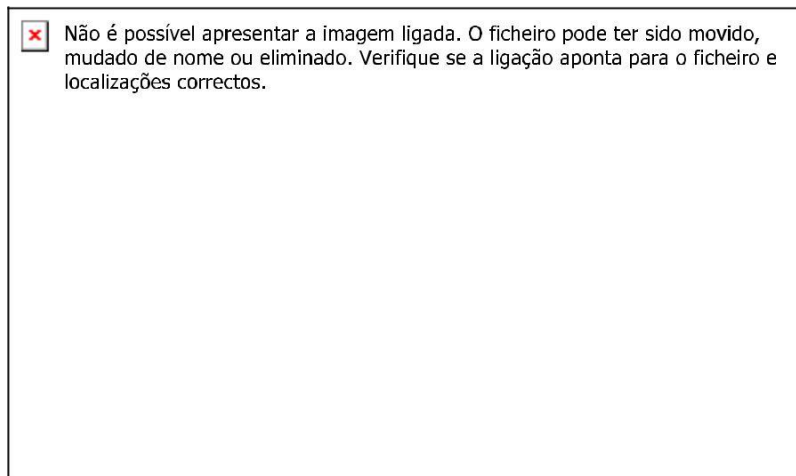 Não é possível apresentar a imagem ligada. O ficheiro pode ter sido movido,
mudado de nome ou eliminado. Verifique se a ligação aponta para o ficheiro e
localizações correctos.